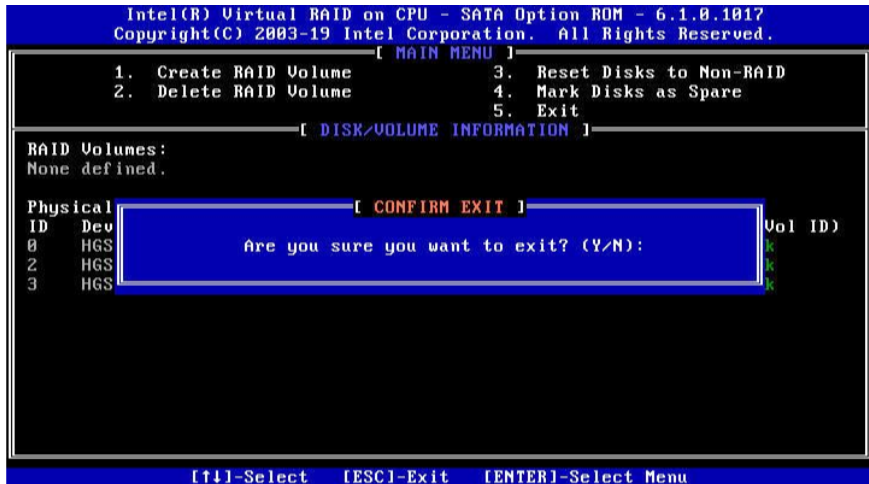 Intel(R) Virtual RAID on CPU - SATA Option ROM - 6.1.0.1017
Copyright(C) 2003-19 Intel Corporation. All Rights Reserved.
[ MAIN MENU ]
1. Create RAID Volume 3. Reset Disks to Non-RAID
2. Delete RAID Volume 4. Mark Disks as Spare
5. Exit
[ DISK/VOLUME INFORMATION ]
RAID Volumes:
None defined.
Physical
[ CONFIRM EXIT ]
ID Dev Vol ID)
0 HGS Are you sure you want to exit? (Y/N): k
2 HGS k
3 HGS k
[↑↓]-Select [ESC]-Exit [ENTER]-Select Menu